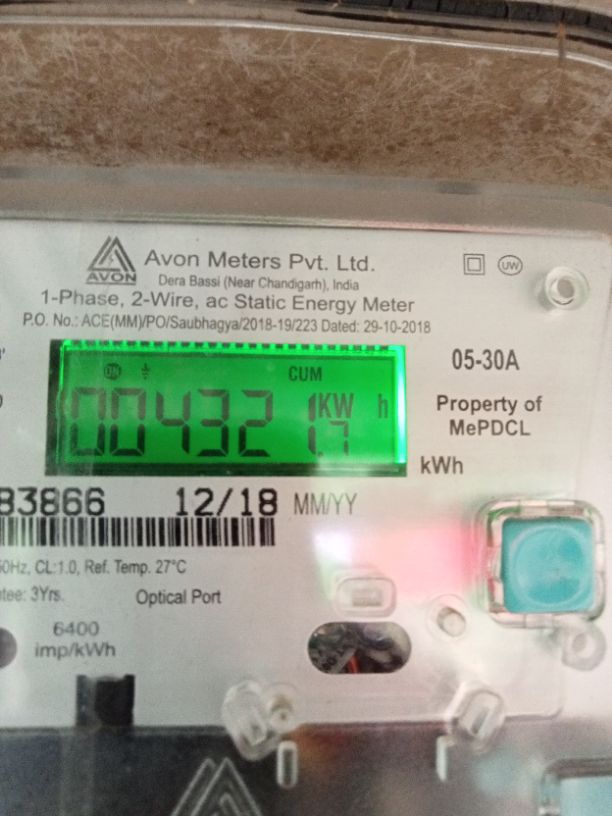 AVON
Avon Meters Pvt. Ltd.
Dera Bassi (Near Chandigarh), India
1-Phase, 2-Wire, ac Static Energy Meter
P.O. No.: ACE(MM)/PO/Saubhagya/2018-19/223 Dated: 29-10-2018
UW
05-30A
CUM
004321.7 KW h
Property of
MePDCL
kWh
83866 12/18 MM/YY
50Hz, CL:1.0, Ref. Temp. 27°C
tee: 3Yrs. Optical Port
6400
imp/kWh